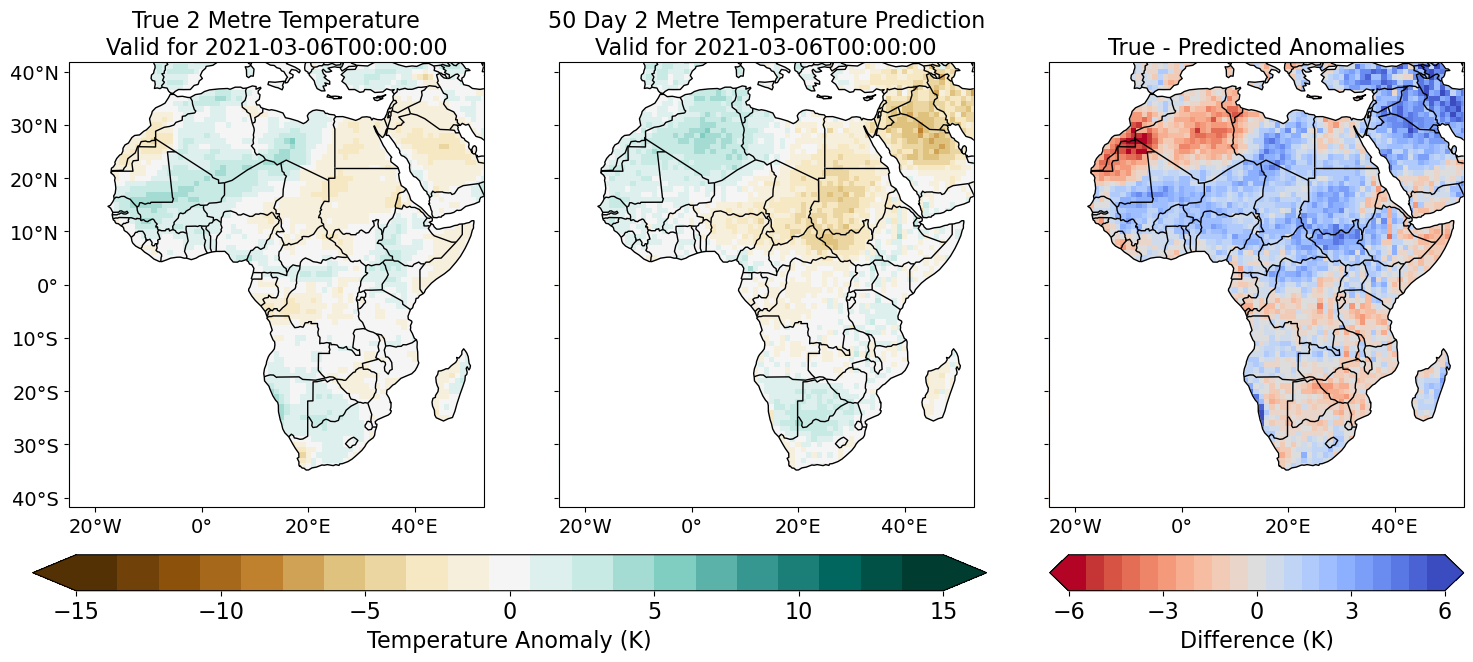 True 2 Metre Temperature
Valid for 2021-03-06T00:00:00
50 Day 2 Metre Temperature Prediction
Valid for 2021-03-06T00:00:00
True - Predicted Anomalies
40°N
30°N
20°N
10°N
0°
10°S
20°S
30°S
40°S
20°W 0° 20°E 40°E
20°W 0° 20°E 40°E
20°W 0° 20°E 40°E
−15 −10 −5 0 5 10 15
Temperature Anomaly (K)
−6 −3 0 3 6
Difference (K)